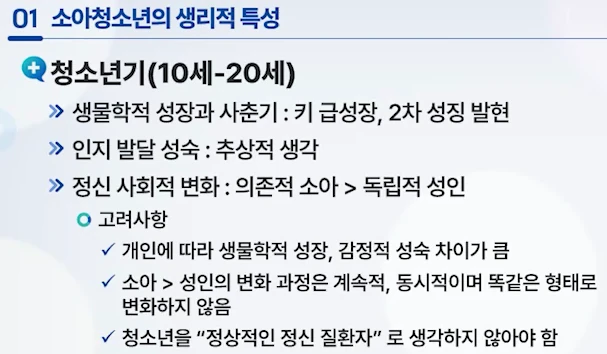 01 소아청소년의 생리적 특성
청소년기(10세-20세)
생물학적 성장과 사춘기 : 키 급성장, 2차 성징 발현
인지 발달 성숙 : 추상적 생각
정신 사회적 변화 : 의존적 소아 > 독립적 성인
고려사항
✓ 개인에 따라 생물학적 성장, 감정적 성숙 차이가 큼
✓ 소아 > 성인의 변화 과정은 계속적, 동시적이며 똑같은 형태로
변화하지 않음
✓ 청소년을 “정상적인 정신 질환자” 로 생각하지 않아야 함